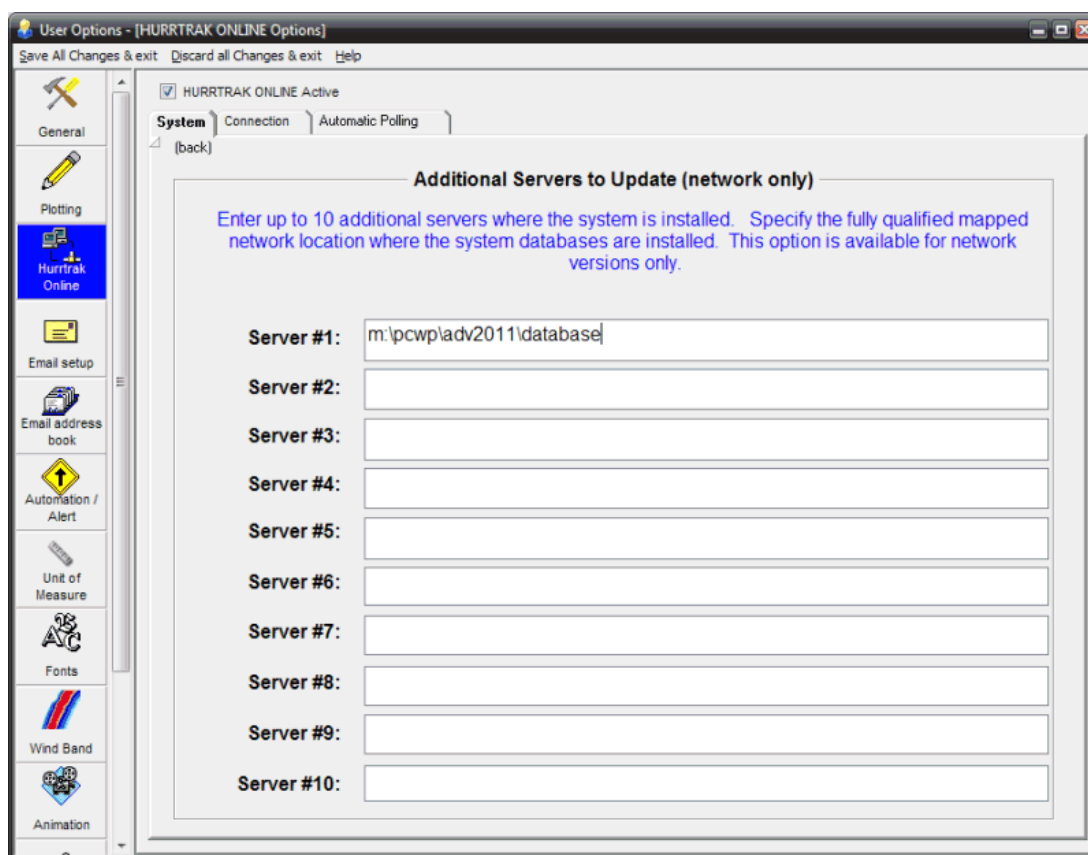 User Options - [HURRTRAK ONLINE Options]
Save All Changes & exit Discard all Changes & exit Help
General
Plotting
Hurrtrak
Online
Email setup
Email address
book
Automation /
Alert
Unit of
Measure
Fonts
Wind Band
Animation
HURRTRAK ONLINE Active
System Connection Automatic Polling
(back)
Additional Servers to Update (network only)
Enter up to 10 additional servers where the system is installed. Specify the fully qualified mapped
network location where the system databases are installed. This option is available for network
versions only.
Server #1: m:\pcwp\adv2011\database
Server #2:
Server #3:
Server #4:
Server #5:
Server #6:
Server #7:
Server #8:
Server #9:
Server #10: